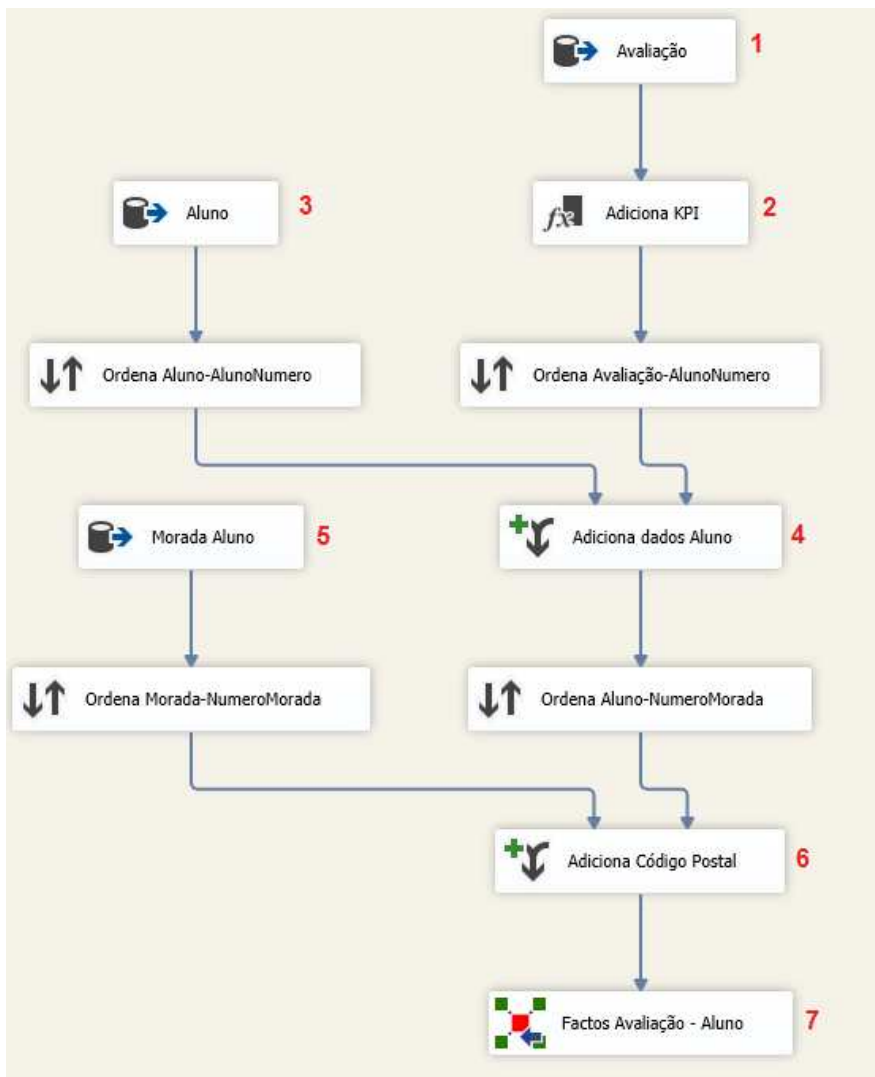 Avaliação 1
Aluno 3
fx Adiciona KPI 2
Ordena Aluno-AlunoNumero
Ordena Avaliação-AlunoNumero
Morada Aluno 5
Adiciona dados Aluno 4
Ordena Morada-NumeroMorada
Ordena Aluno-NumeroMorada
Adiciona Código Postal 6
Factos Avaliação - Aluno 7